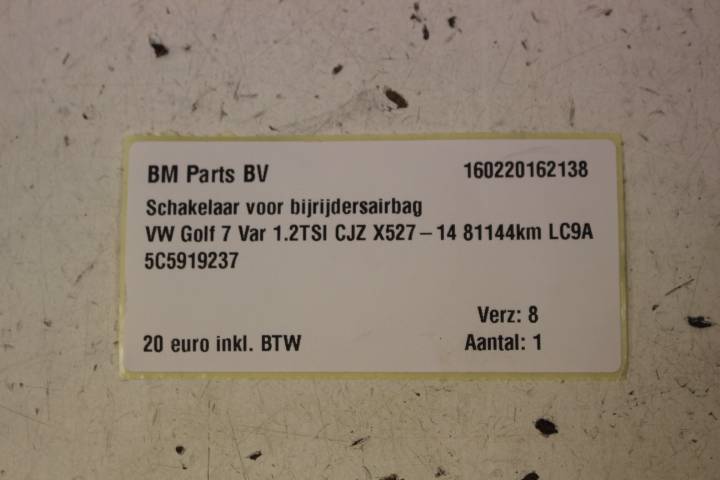 BM Parts BV 160220162138
Schakelaar voor bijrijdersairbag
VW Golf 7 Var 1.2TSI CJZ X527-14 81144km LC9A
5C5919237
Verz: 8
20 euro inkl. BTW Aantal: 1